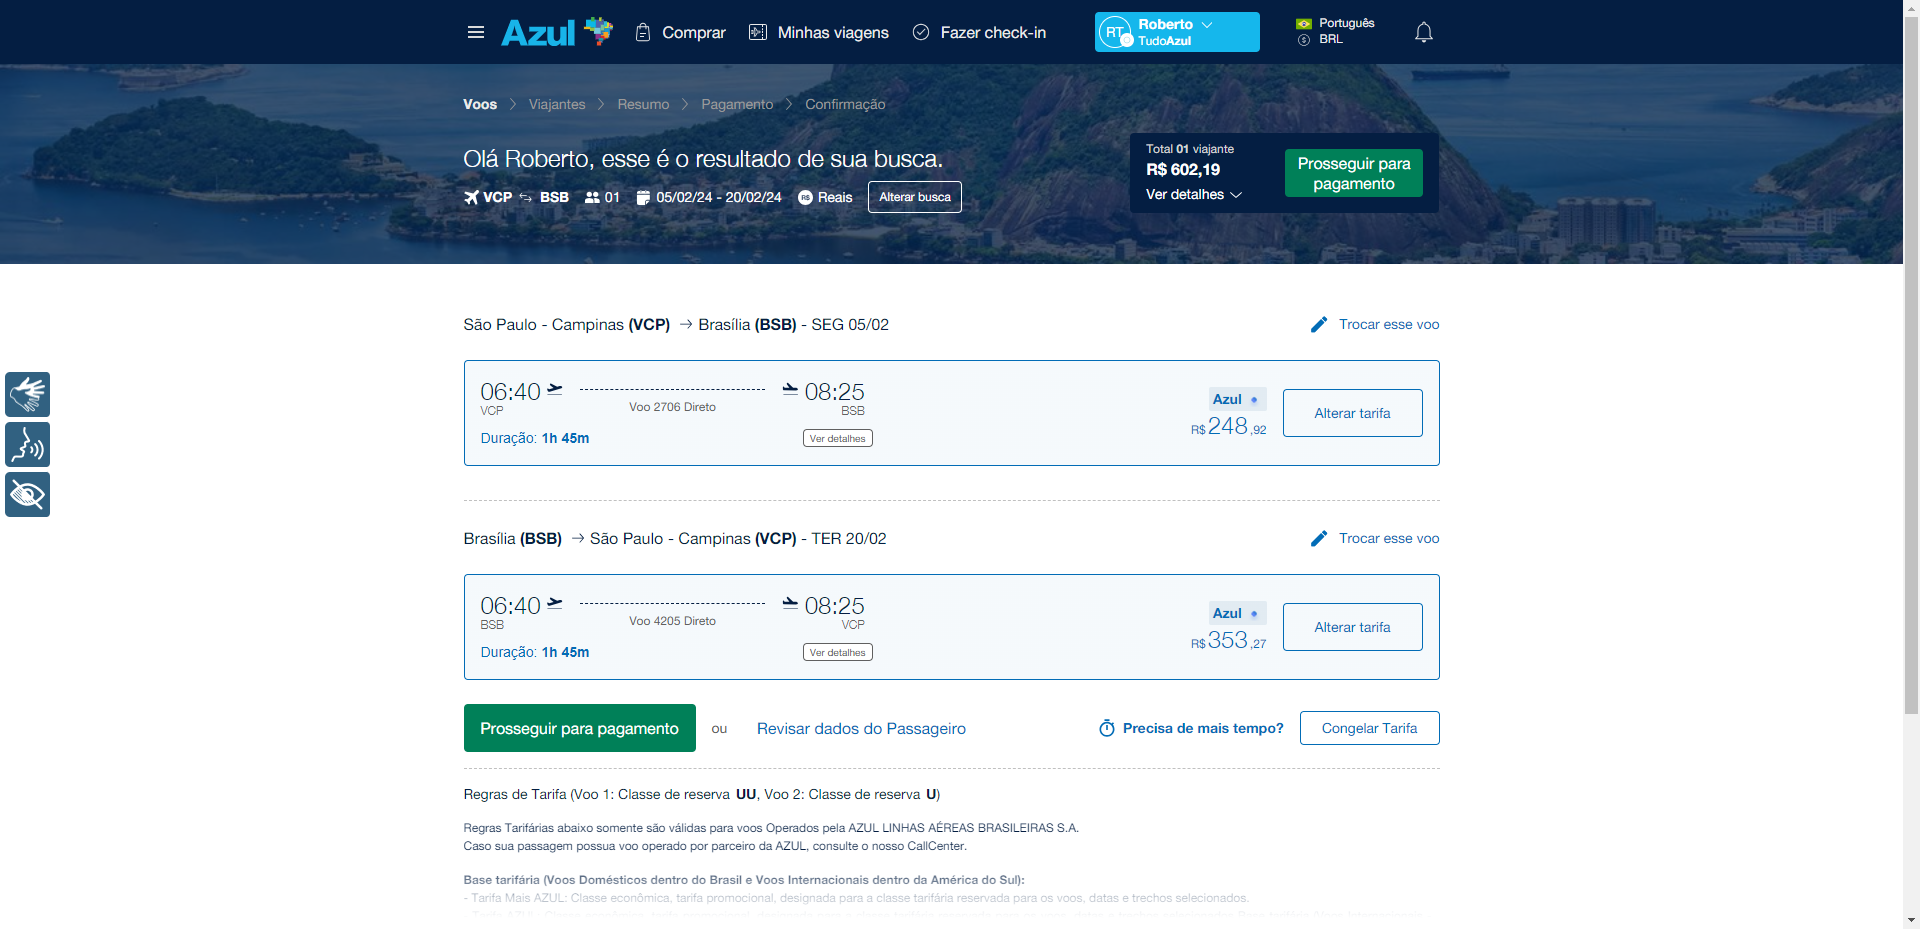 Azul
Comprar
Minhas viagens
Fazer check-in
RT
Roberto
TudoAzul
Português
BRL
Voos > Viajantes > Resumo > Pagamento > Confirmação
Olá Roberto, esse é o resultado de sua busca.
VCP BSB 01 05/02/24 - 20/02/24 R$ Reais Alterar busca
Total 01 viajante
R$ 602,19
Ver detalhes
Prosseguir para pagamento
São Paulo - Campinas (VCP) → Brasília (BSB) - SEG 05/02
Trocar esse voo
06:40 08:25
VCP Voo 2706 Direto BSB
Duração: 1h 45m
Ver detalhes
Azul
R$ 248,92
Alterar tarifa
Brasília (BSB) → São Paulo - Campinas (VCP) - TER 20/02
Trocar esse voo
06:40 08:25
BSB Voo 4205 Direto VCP
Duração: 1h 45m
Ver detalhes
Azul
R$ 353,27
Alterar tarifa
Prosseguir para pagamento ou Revisar dados do Passageiro
Precisa de mais tempo? Congelar Tarifa
Regras de Tarifa (Voo 1: Classe de reserva UU, Voo 2: Classe de reserva U)
Regras Tarifárias abaixo somente são válidas para voos Operados pela AZUL LINHAS AÉREAS BRASILEIRAS S.A.
Caso sua passagem possua voo operado por parceiro da AZUL, consulte o nosso CallCenter.
Base tarifária (Voos Domésticos dentro do Brasil e Voos Internacionais dentro da América do Sul):
- Tarifa Mais AZUL: Classe econômica, tarifa promocional, designada para a classe tarifária reservada para os voos, datas e trechos selecionados.